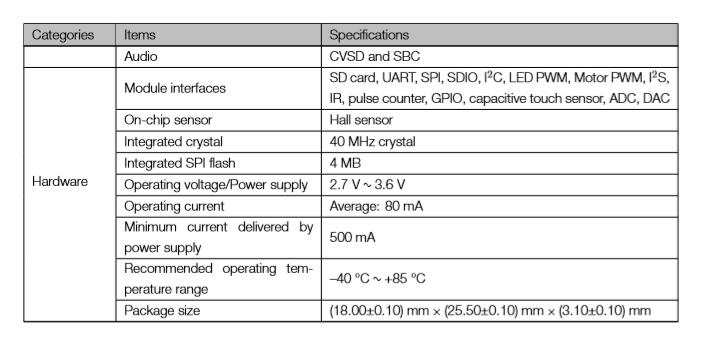 Categories Items Specifications
Audio CVSD and SBC
Module interfaces SD card, UART, SPI, SDIO, I²C, LED PWM, Motor PWM, I²S,
IR, pulse counter, GPIO, capacitive touch sensor, ADC, DAC
On-chip sensor Hall sensor
Integrated crystal 40 MHz crystal
Integrated SPI flash 4 MB
Hardware Operating voltage/Power supply 2.7 V ~ 3.6 V
Operating current Average: 80 mA
Minimum current delivered by
power supply 500 mA
Recommended operating tem-
perature range –40 °C ~ +85 °C
Package size (18.00±0.10) mm × (25.50±0.10) mm × (3.10±0.10) mm